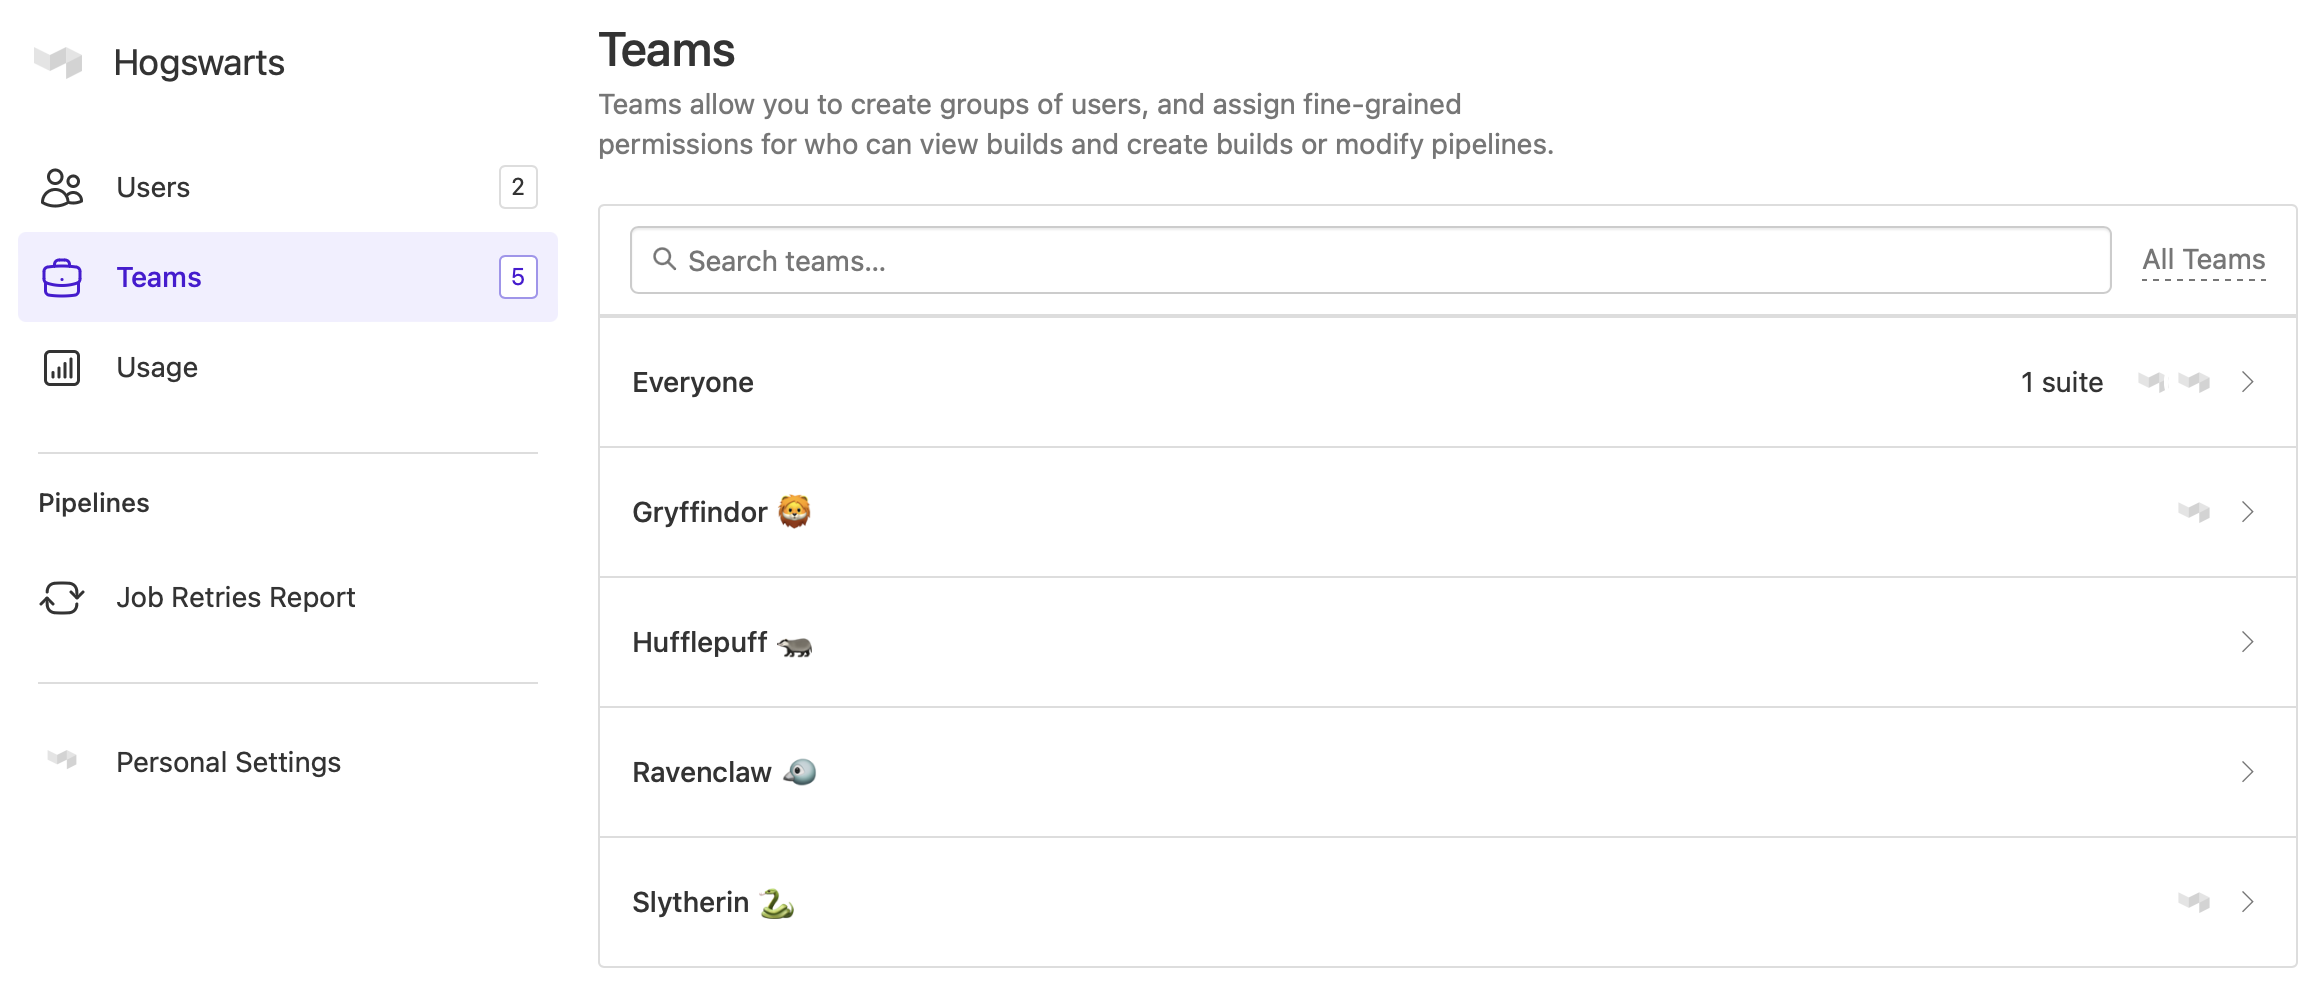 Hogswarts
Users 2
Teams 5
Usage
Pipelines
Job Retries Report
Personal Settings
Teams
Teams allow you to create groups of users, and assign fine-grained
permissions for who can view builds and create builds or modify pipelines.
Search teams... All Teams
Everyone 1 suite
Gryffindor 🦁
Hufflepuff 🦡
Ravenclaw 🐦
Slytherin 🐍